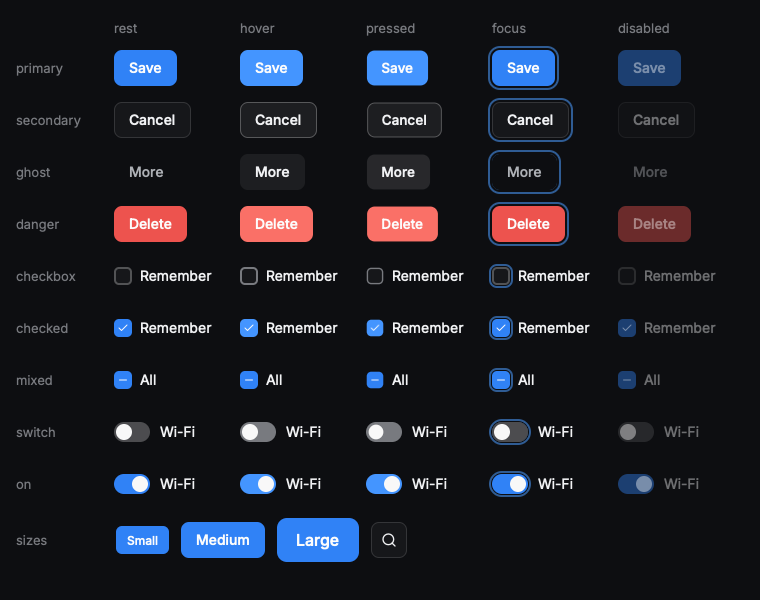 rest hover pressed focus disabled
primary Save Save Save Save Save
secondary Cancel Cancel Cancel Cancel Cancel
ghost More More More More More
danger Delete Delete Delete Delete Delete
checkbox Remember Remember Remember Remember Remember
checked Remember Remember Remember Remember Remember
mixed All All All All All
switch Wi-Fi Wi-Fi Wi-Fi Wi-Fi Wi-Fi
on Wi-Fi Wi-Fi Wi-Fi Wi-Fi Wi-Fi
sizes Small Medium Large